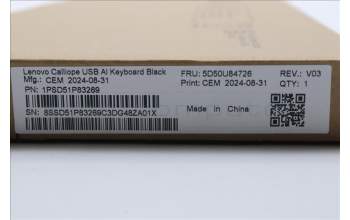 Lenovo Calliope USB AI Keyboard Black
Mfg.: CEM 2024-08-31
PN: 1PSD51P83269
SN: 8SSD51P83269C3DG48ZA01X
FRU: 5D50U84726
Print: CEM 2024-08-31
Made in China
REV.: V03
QTY: 1